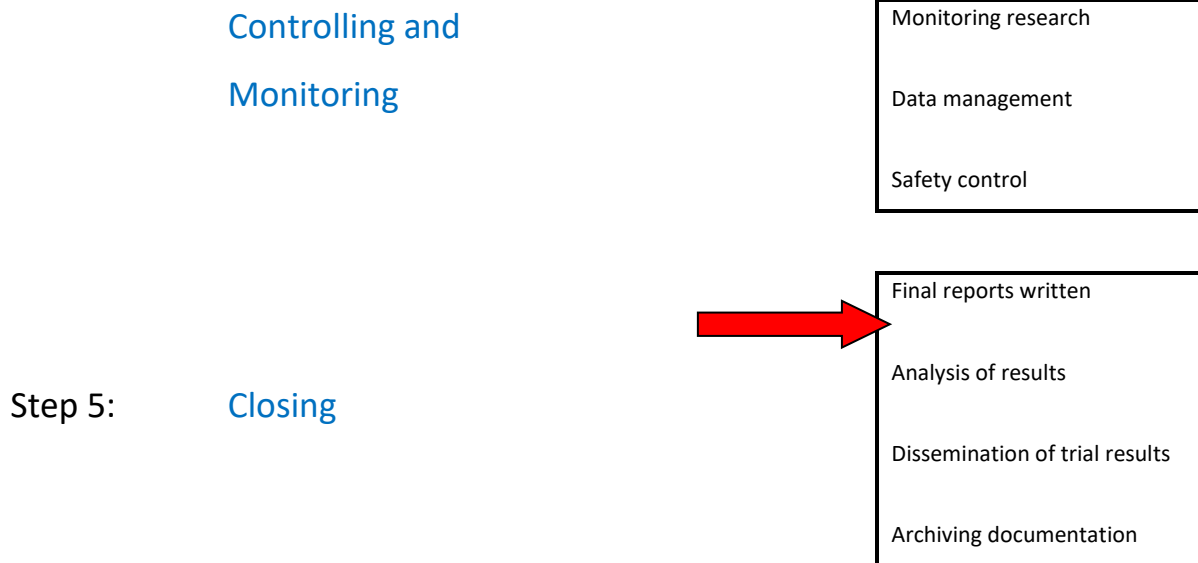 Controlling and
Monitoring
Monitoring research
Data management
Safety control
Step 5:
Closing
Final reports written
Analysis of results
Dissemination of trial results
Archiving documentation